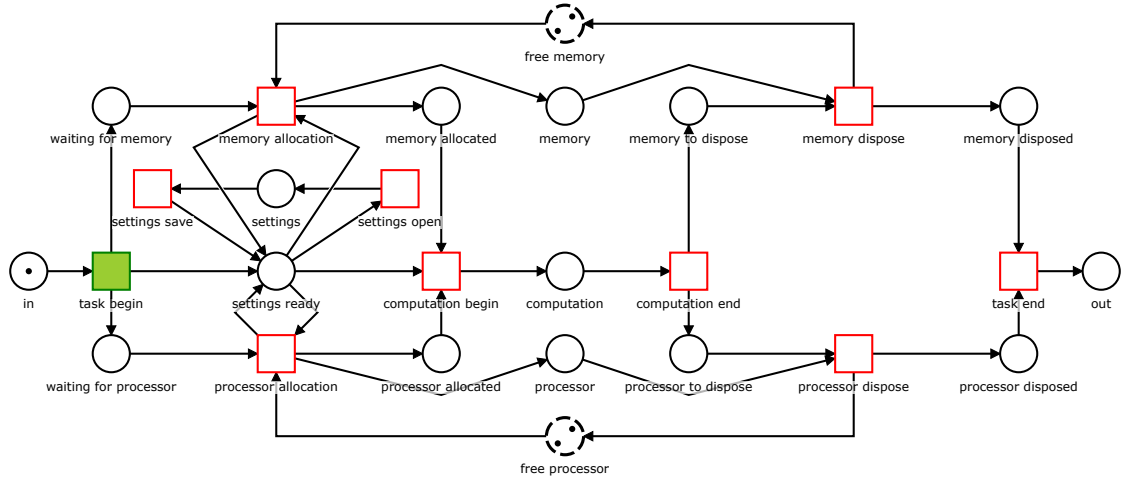 free memory
waiting for memory
memory allocation
memory allocated
memory
memory to dispose
memory dispose
memory disposed
settings save
settings
settings open
in
task begin
settings ready
computation begin
computation
computation end
task end
out
waiting for processor
processor allocation
processor allocated
processor
processor to dispose
processor dispose
processor disposed
free processor